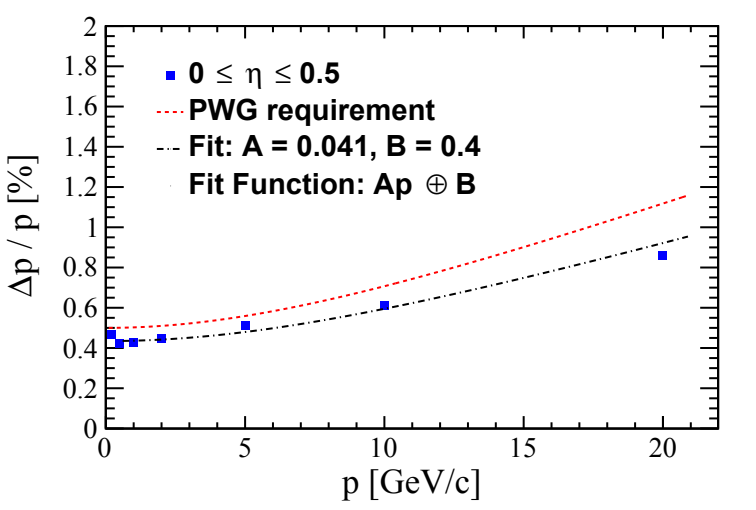 2
1.8
1.6
1.4
1.2
1
0.8
0.6
0.4
0.2
0
Δp / p [%]
0 ≤ η ≤ 0.5
PWG requirement
Fit: A = 0.041, B = 0.4
Fit Function: Ap ⊕ B
0 5 10 15 20
p [GeV/c]